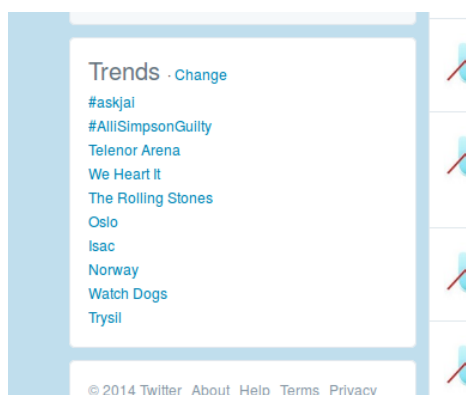 Trends · Change
#askjai
#AlliSimpsonGuilty
Telenor Arena
We Heart It
The Rolling Stones
Oslo
Isac
Norway
Watch Dogs
Trysil
© 2014 Twitter About Help Terms Privacy